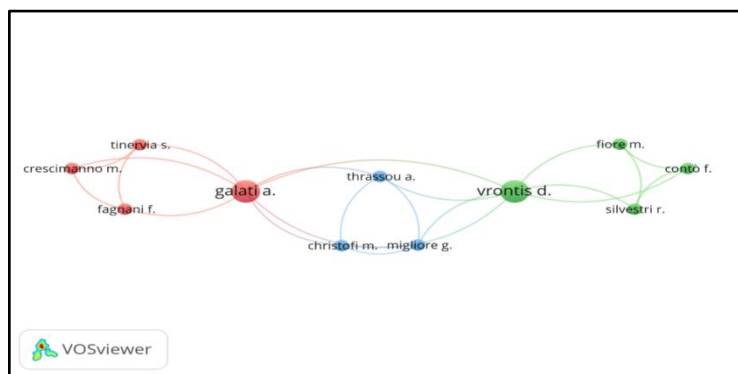 tinervia s.
fiore m.
crescimanno m.
thrassou a.
conto f.
galati a.
vrontis d.
fagnani f.
silvestri r.
christofi m.
migliore g.
VOSviewer